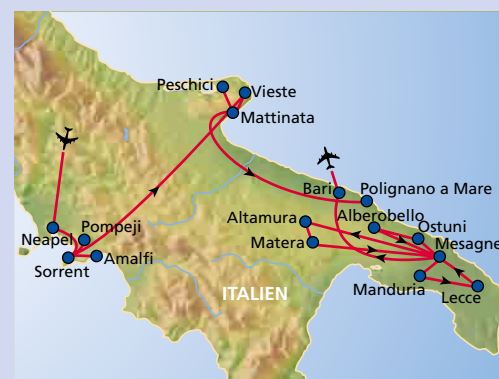 Peschici
Vieste
Mattinata
Bari
Polignano a Mare
Altamura
Alberobello
Ostuni
Neapel
Pompeji
Matera
Mesagne
Sorrent
Amalfi
Manduria
ITALIEN
Lecce